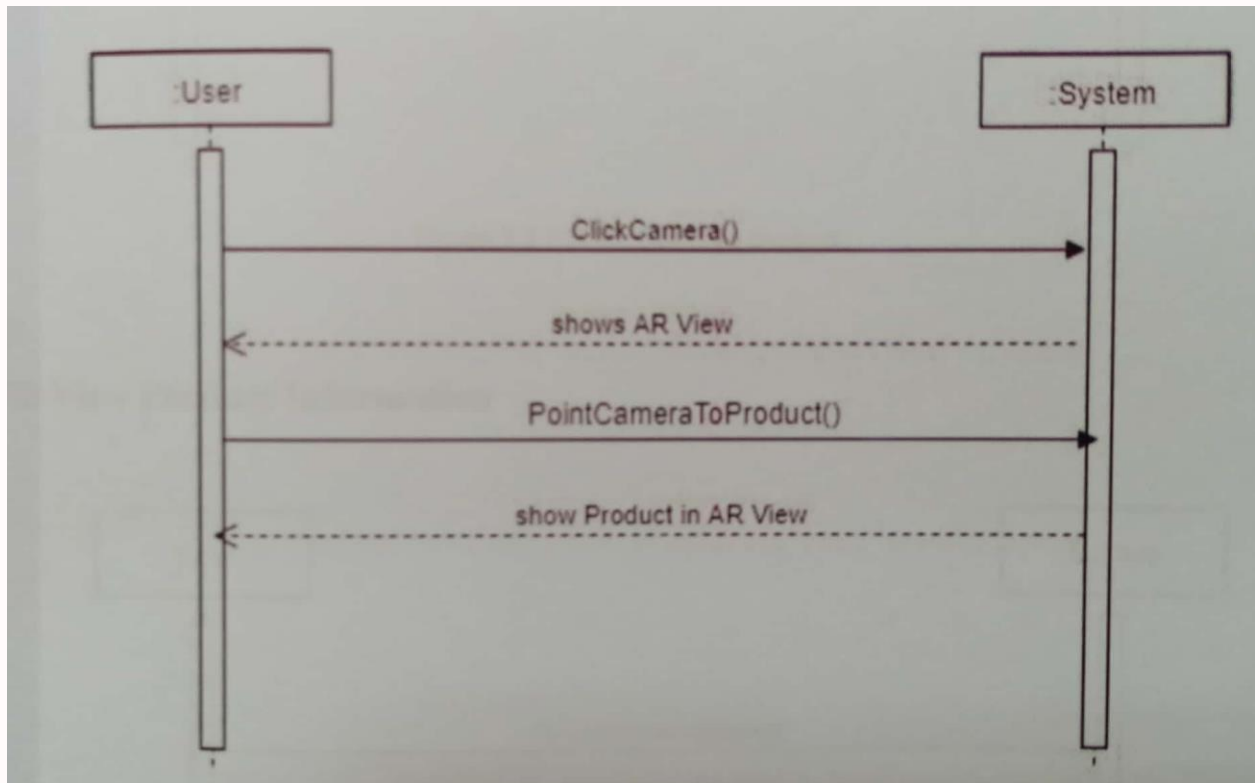 :User
:System
ClickCamera()
shows AR View
PointCameraToProduct()
show Product in AR View